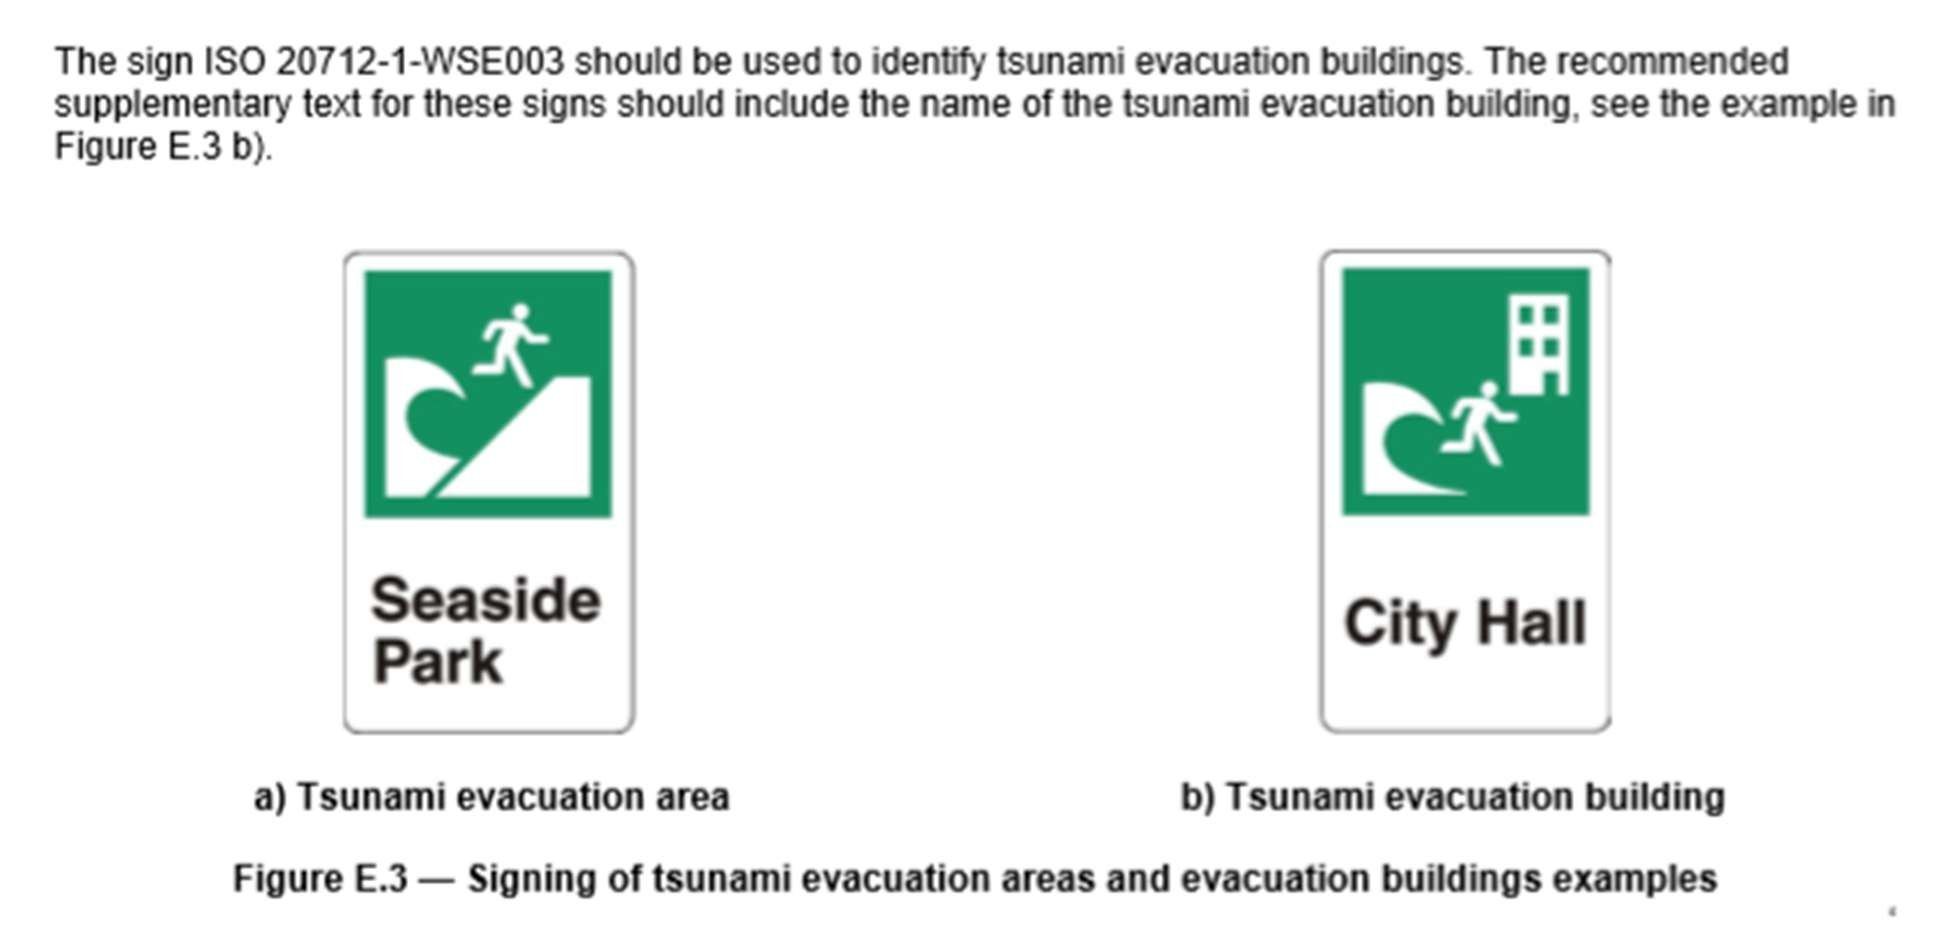 The sign ISO 20712-1-WSE003 should be used to identify tsunami evacuation buildings. The recommended
supplementary text for these signs should include the name of the tsunami evacuation building, see the example in
Figure E.3 b).
Seaside
Park
City Hall
a) Tsunami evacuation area
b) Tsunami evacuation building
Figure E.3 — Signing of tsunami evacuation areas and evacuation buildings examples